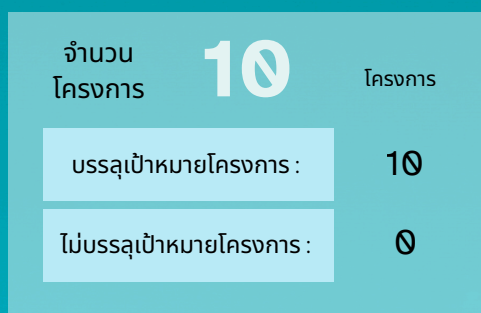 จำนวน
โครงการ 10 โครงการ
บรรลุเป้าหมายโครงการ : 10
ไม่บรรลุเป้าหมายโครงการ : 0